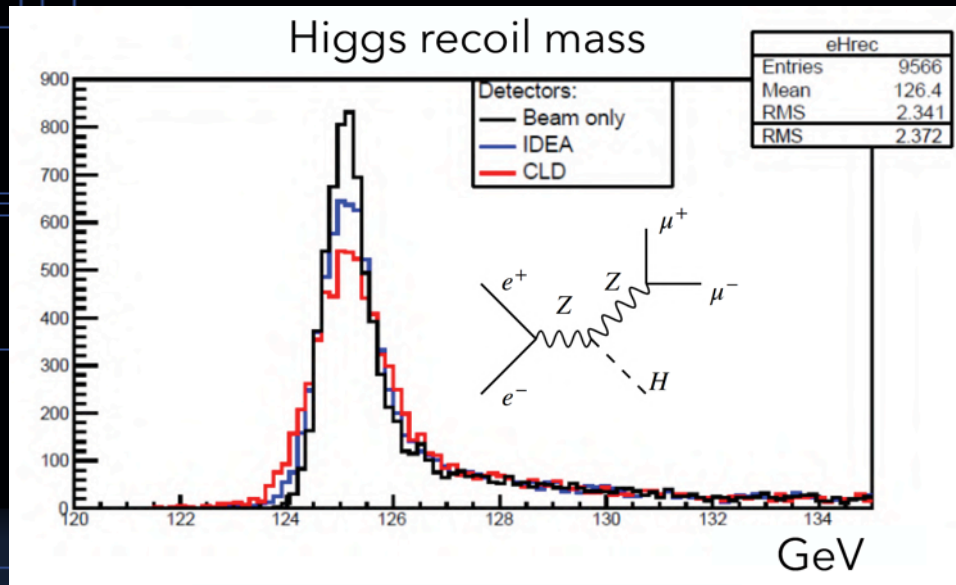 Higgs recoil mass
eHrec
Entries 9566
Mean 126.4
RMS 2.341
RMS 2.372
Detectors:
Beam only
IDEA
CLD
900
800
700
600
500
400
300
200
100
0
μ+
e+
Z
Z
μ−
H
e−
120 122 124 126 128 130 132 134
GeV